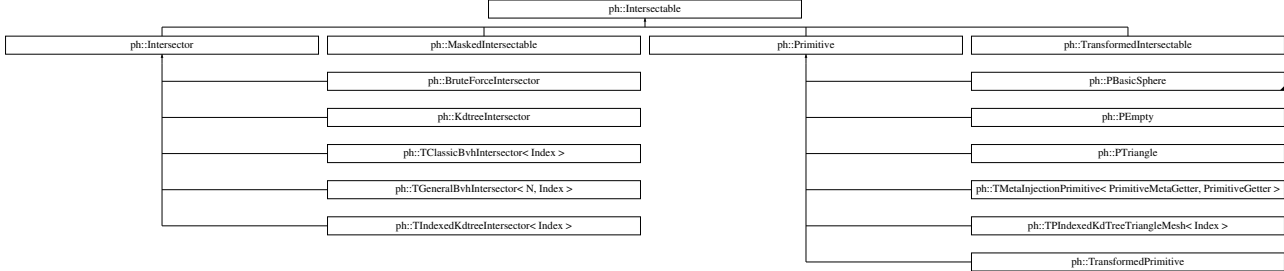 ph::Intersectable
ph::Intersector
ph::MaskedIntersectable
ph::Primitive
ph::TransformedIntersectable
ph::BruteForceIntersector
ph::PBasicSphere
ph::KdtreeIntersector
ph::PEmpty
ph::TClassicBvhIntersector< Index >
ph::PTriangle
ph::TGeneralBvhIntersector< N, Index >
ph::TMetaInjectionPrimitive< PrimitiveMetaGetter, PrimitiveGetter >
ph::TIndexedKdtreeIntersector< Index >
ph::TPIndexedKdTreeTriangleMesh< Index >
ph::TransformedPrimitive